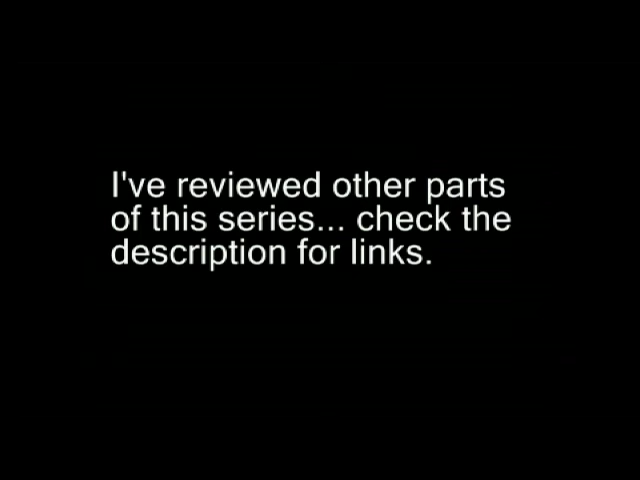 I've reviewed other parts
of this series... check the
description for links.